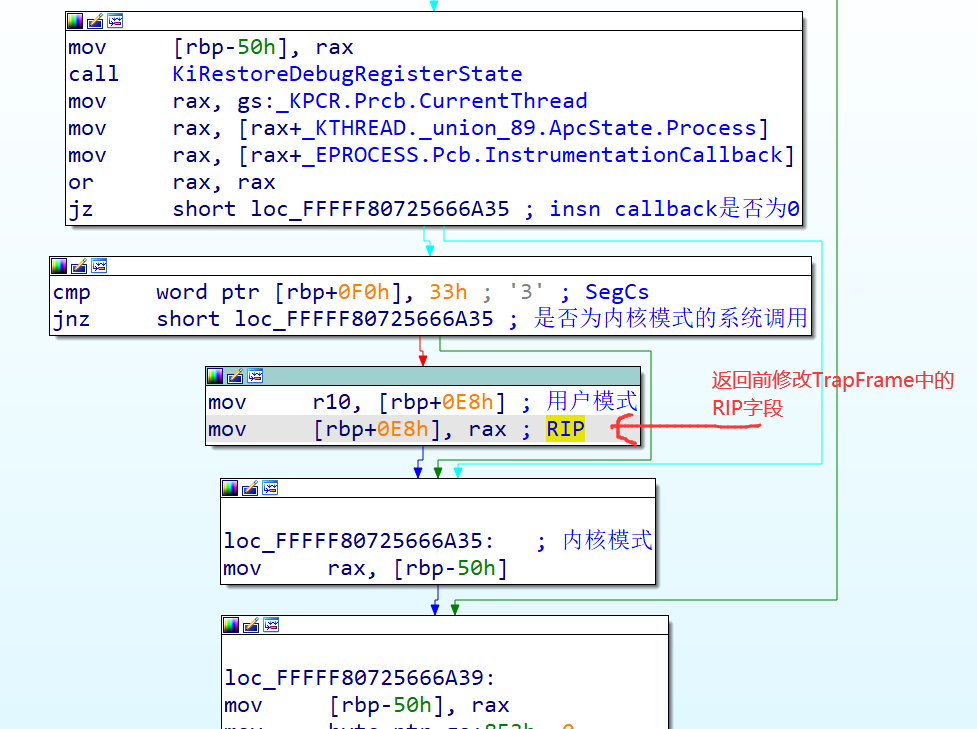 mov [rbp-50h], rax
call KiRestoreDebugRegisterState
mov rax, gs:_KPCR.Prcb.CurrentThread
mov rax, [rax+_KTHREAD._union_89.ApcState.Process]
mov rax, [rax+_EPROCESS.Pcb.InstrumentationCallback]
or rax, rax
jz short loc_FFFFF80725666A35 ; insn callback是否为0
cmp word ptr [rbp+0F0h], 33h ; '3' ; SegCs
jnz short loc_FFFFF80725666A35 ; 是否为内核模式的系统调用
mov r10, [rbp+0E8h] ; 用户模式
mov [rbp+0E8h], rax ; RIP
返回前修改TrapFrame中的
RIP字段
loc_FFFFF80725666A35: ; 内核模式
mov rax, [rbp-50h]
loc_FFFFF80725666A39:
mov [rbp-50h], rax